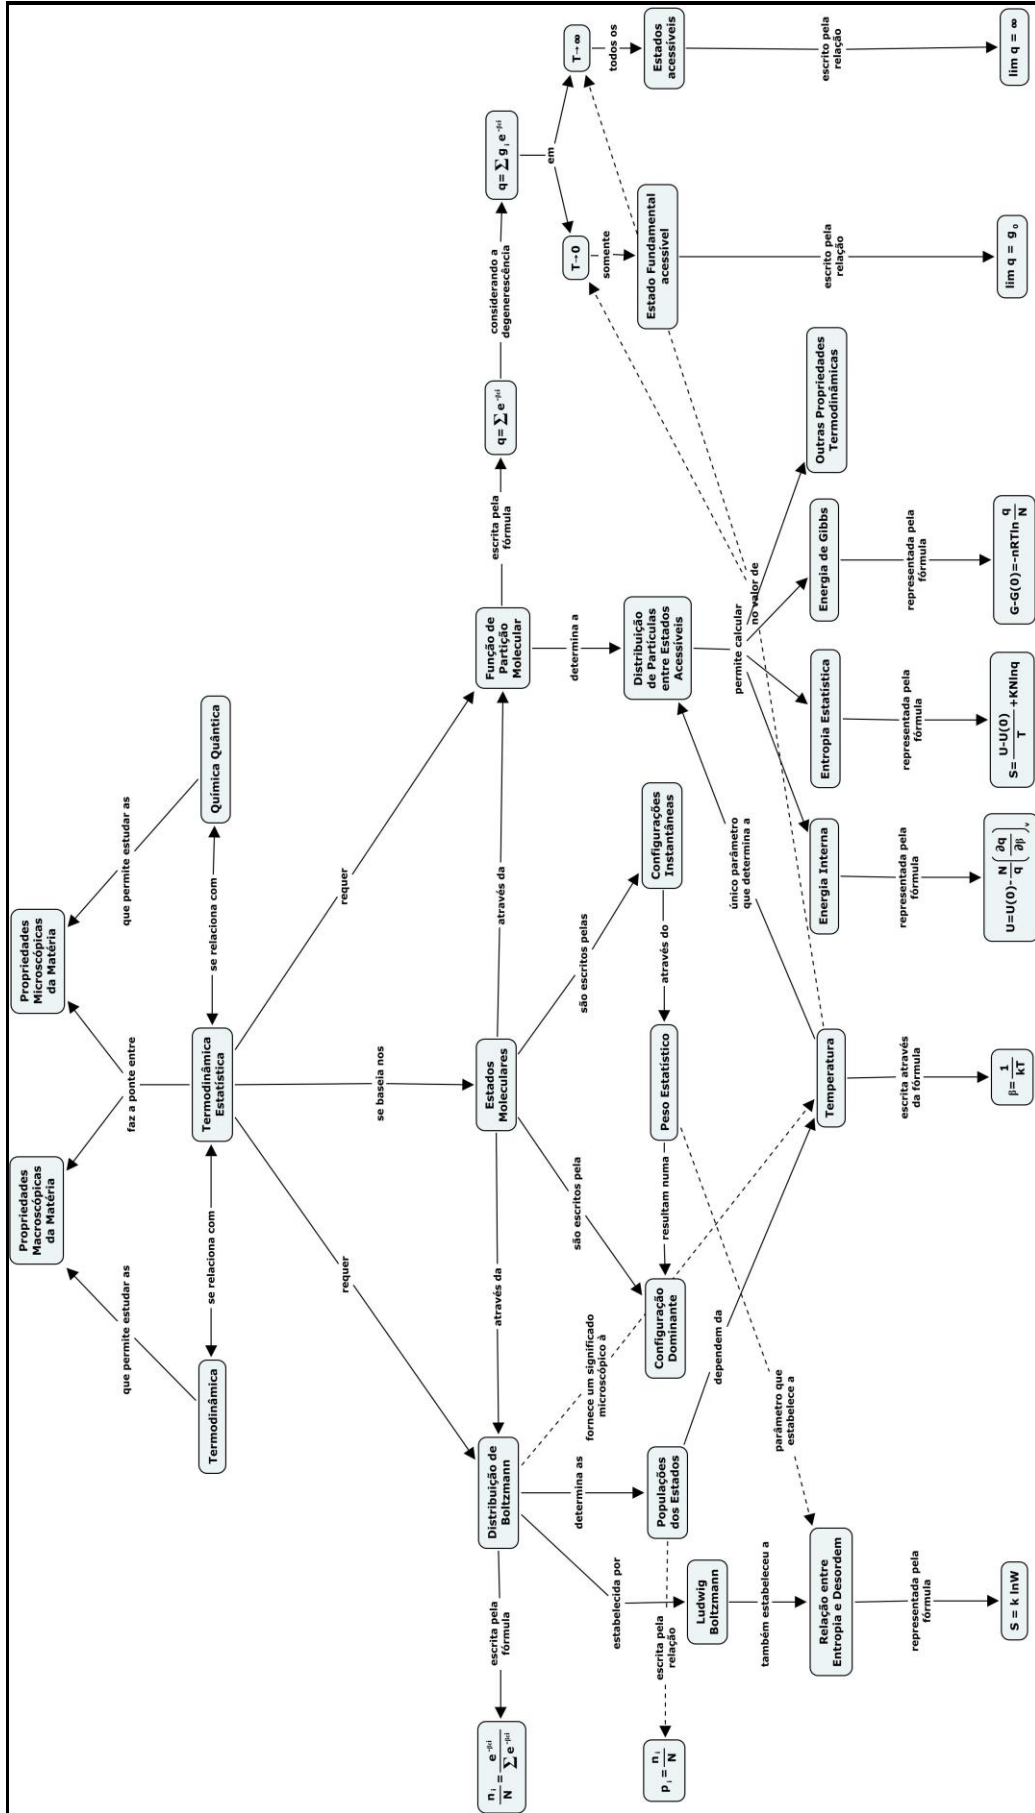 Propriedades
Macroscópicas
da Matéria
Propriedades
Microscópicas
da Matéria
que permite estudar as
faz a ponte entre
que permite estudar as
Termodinâmica
se relaciona com
Termodinâmica
Estatística
se relaciona com
Química Quântica
requer
se baseia nos
requer
n i / N = e -βεi / Σ e -βεi
escrita pela
fórmula
Distribuição de
Boltzmann
através da
Estados
Moleculares
através da
Função de
Partição
Molecular
escrita pela
fórmula
q= Σ e -βεi
considerando a
degenerescência
q= Σ g i e -βεi
em
T→0
T→∞
estabelecida por
determina as
fornece um significado
microscópico à
são escritos pela
são escritos pelas
determina a
somente
todos os
p i = n i / N
escrita pela
relação
Populações
dos Estados
Configuração
Dominante
resultam numa
Peso Estatístico
através do
Configurações
Instantâneas
Distribuição
de Partículas
entre Estados
Acessíveis
Estado Fundamental
acessível
Estados
acessíveis
Ludwig
Boltzmann
dependem da
único parâmetro
que determina a
permite calcular
no valor de
também estabeleceu a
parâmetro que
estabelece a
Relação entre
Entropia e Desordem
Temperatura
Energia Interna
Entropia Estatística
Energia de Gibbs
Outras Propriedades
Termodinâmicas
escrito pela
relação
escrito pela
relação
representada pela
fórmula
escrita através
da fórmula
representada pela
fórmula
representada pela
fórmula
representada pela
fórmula
S = k lnW
β= 1 / kT
U=U(0)- N / q ( ∂q / ∂β ) v
S= U-U(0) / T +KNlnq
G-G(0)=-nRTln q / N
lim q = g 0
lim q = ∞